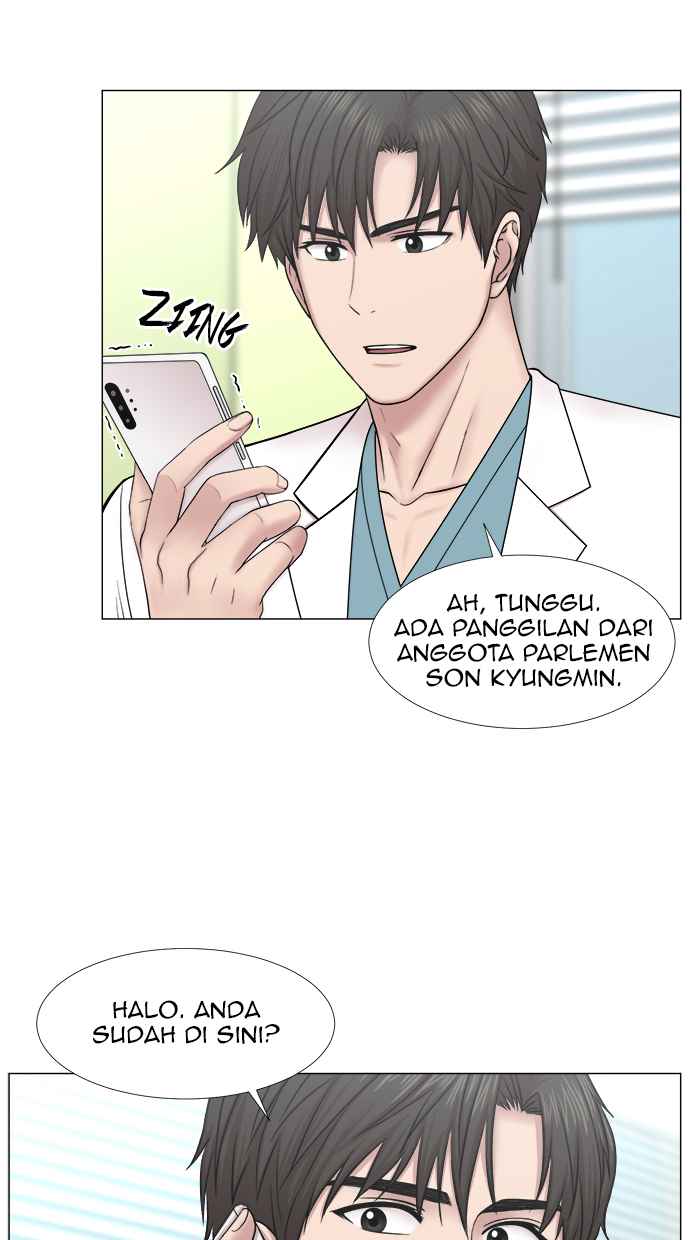 ZIING
AH, TUNGGU.
ADA PANGGILAN DARI
ANGGOTA PARLEMEN
SON KYUNGMIN.
HALO. ANDA
SUDAH DI SINI?